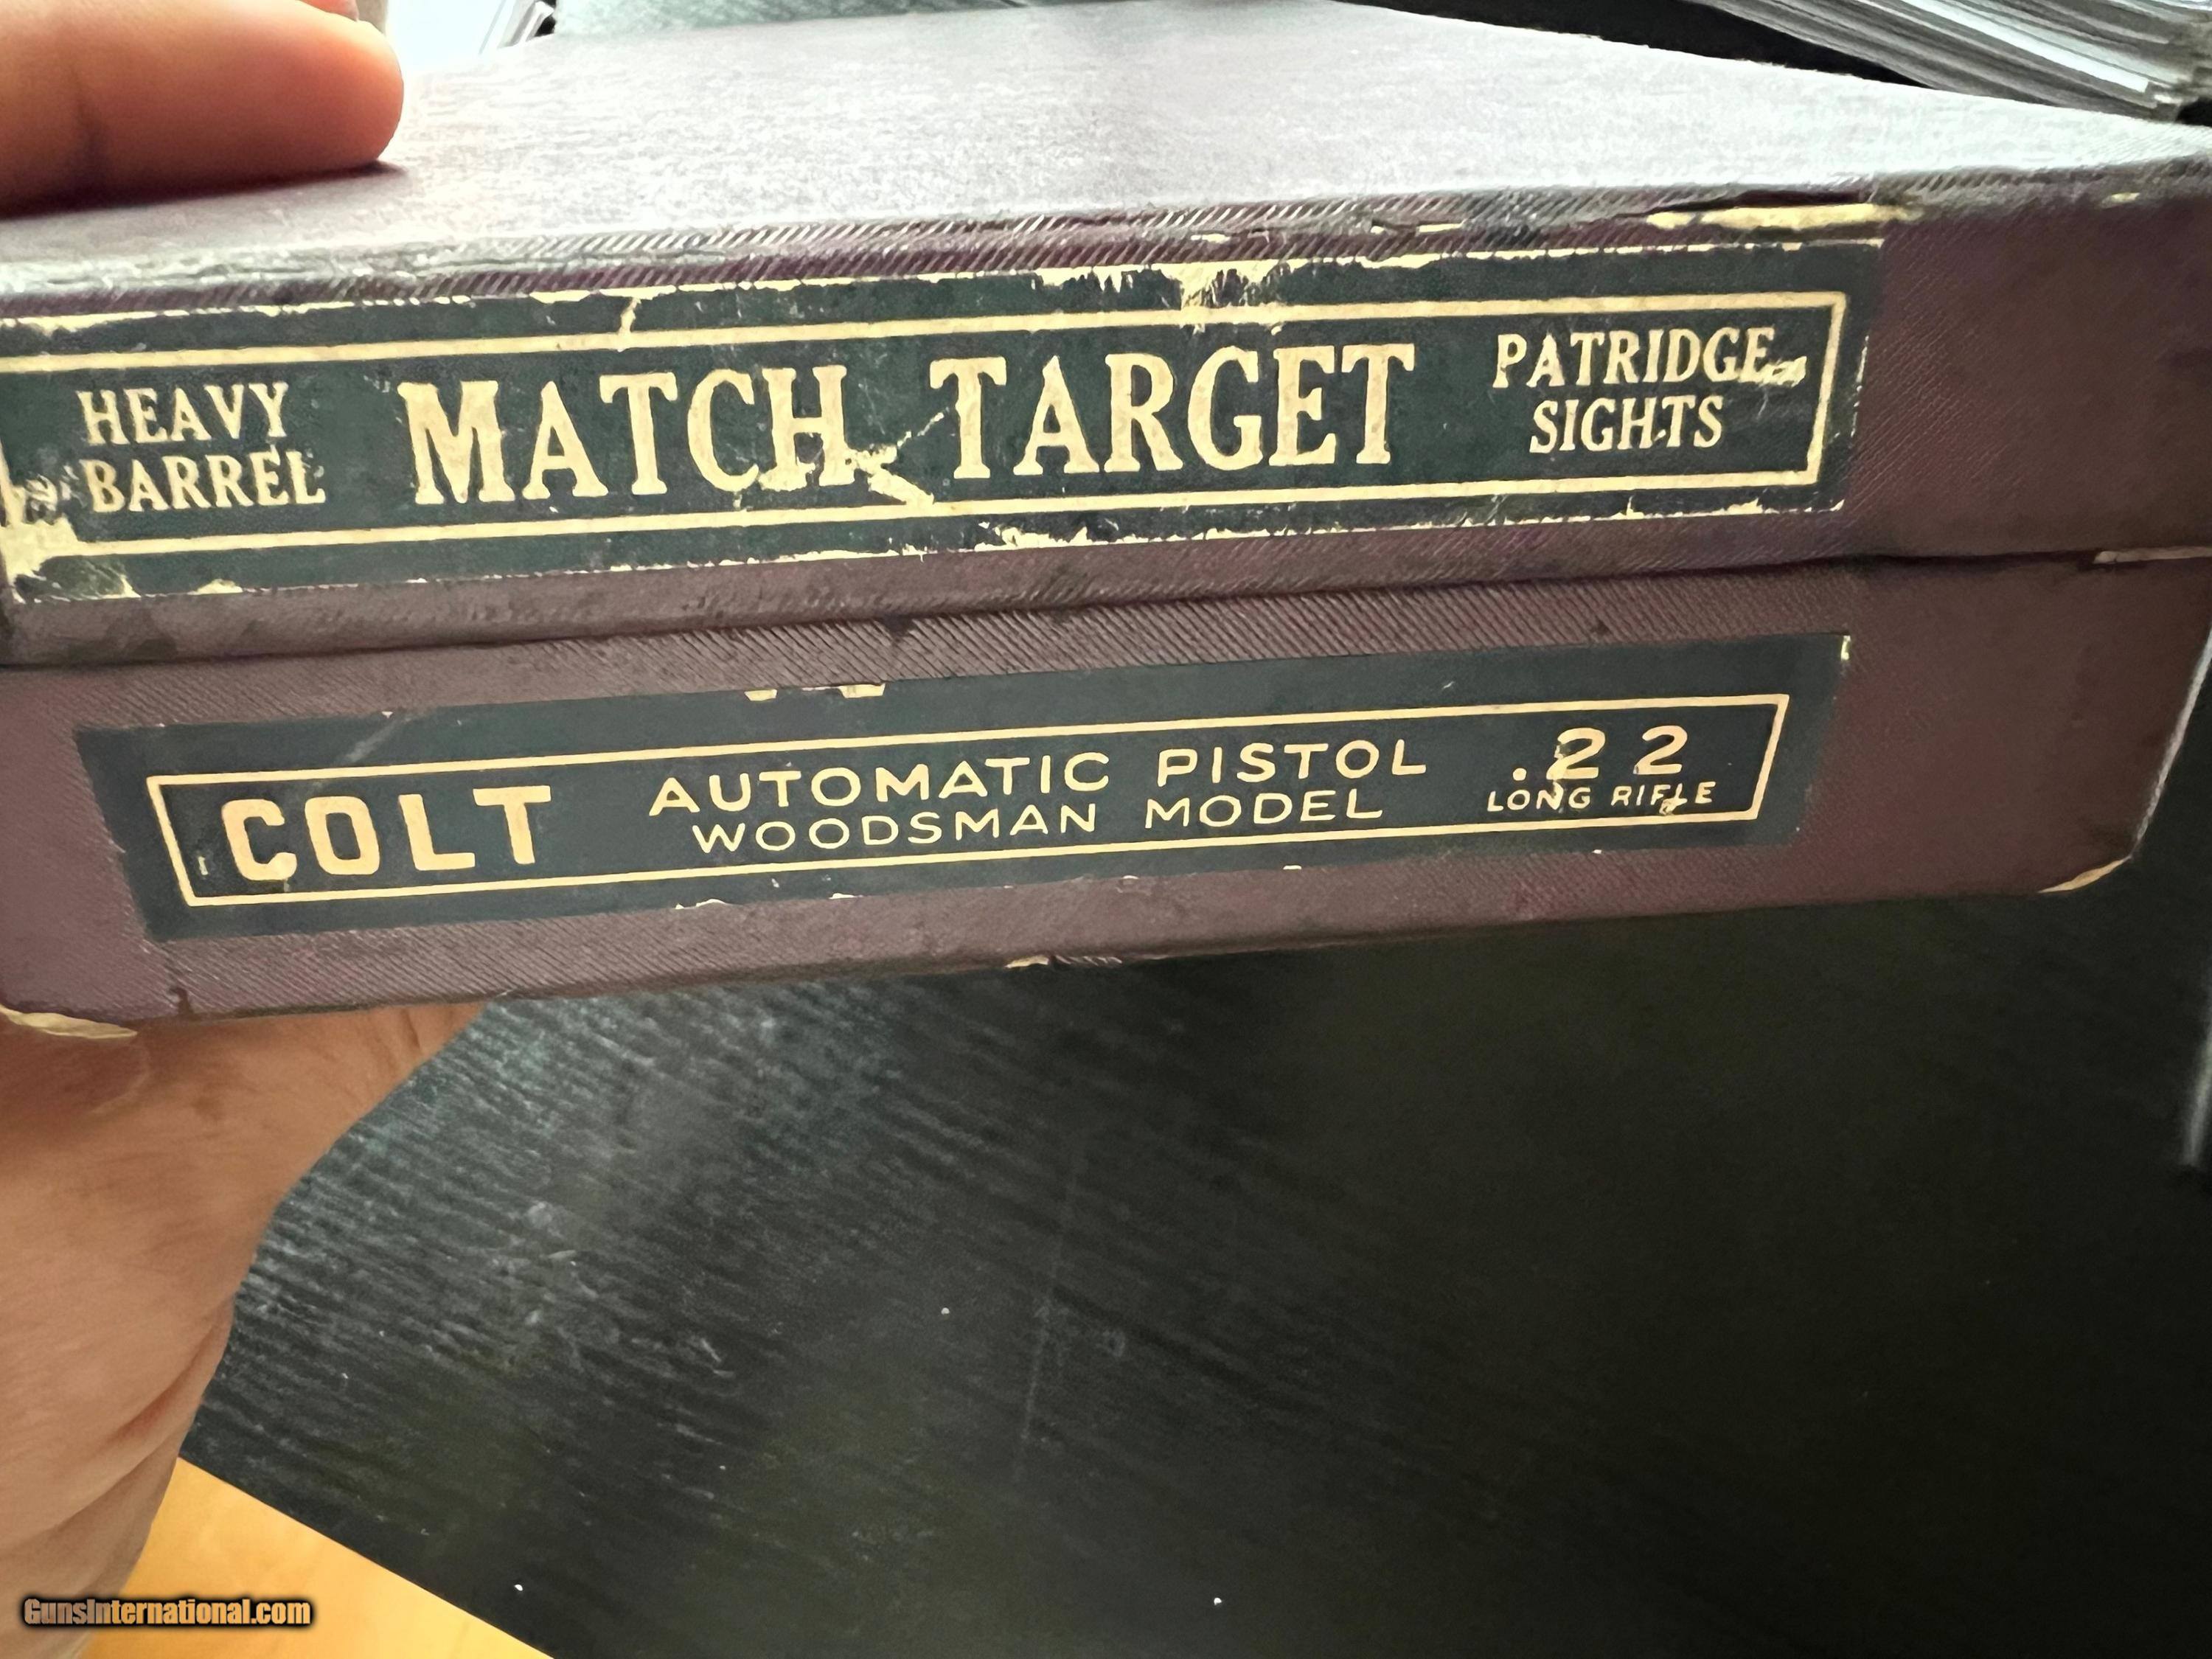 HEAVY
BARREL
MATCH TARGET
PATRIDGE
SIGHTS
COLT
AUTOMATIC PISTOL
WOODSMAN MODEL
.22
LONG RIFLE
GunsInternational.com